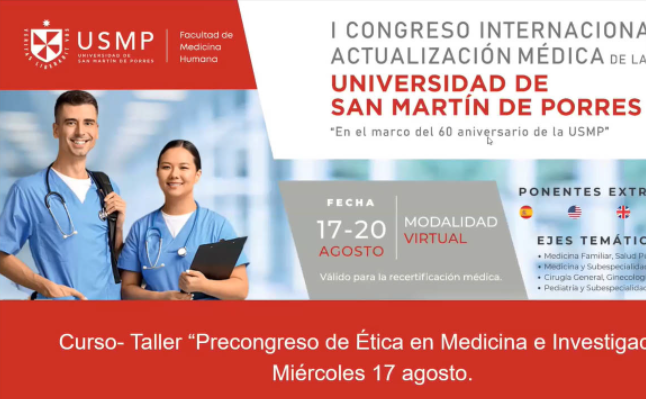 USMP
UNIVERSIDAD DE
SAN MARTÍN DE PORRES
Facultad de
Medicina
Humana
I CONGRESO INTERNACIONA
ACTUALIZACIÓN MÉDICA DE LA
UNIVERSIDAD DE
SAN MARTÍN DE PORRES
"En el marco del 60 aniversario de la USMP"
FECHA
17-20
AGOSTO
MODALIDAD
VIRTUAL
Válido para la recertificación médica.
PONENTES EXTR
EJES TEMÁTIC
• Medicina Familiar, Salud P
• Medicina y Subespecialidad
• Cirugía General, Ginecolog
• Pediatría y Subespecialidad
Curso- Taller “Precongreso de Ética en Medicina e Investigac
Miércoles 17 agosto.